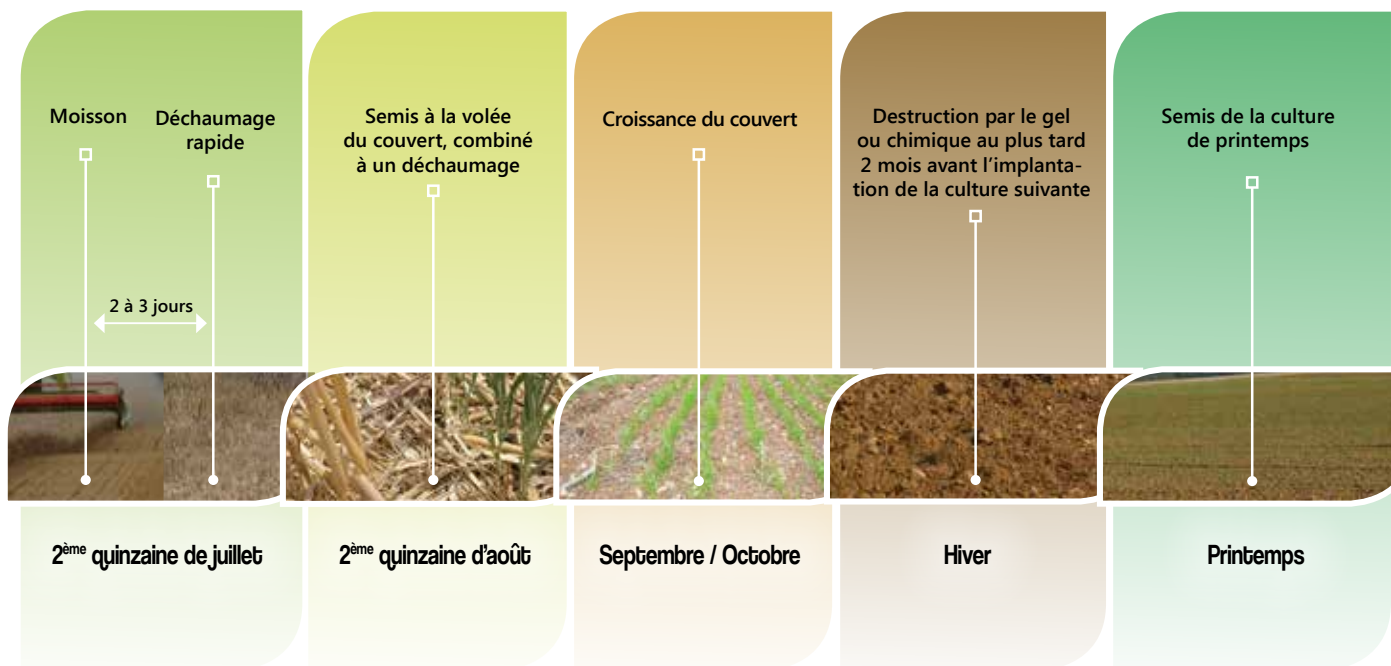 Moisson
Déchaumage
rapide
2 à 3 jours
2ème quinzaine de juillet
Semis à la volée
du couvert, combiné
à un déchaumage
2ème quinzaine d'août
Croissance du couvert
Septembre / Octobre
Destruction par le gel
ou chimique au plus tard
2 mois avant l'implanta-
tion de la culture suivante
Hiver
Semis de la culture
de printemps
Printemps